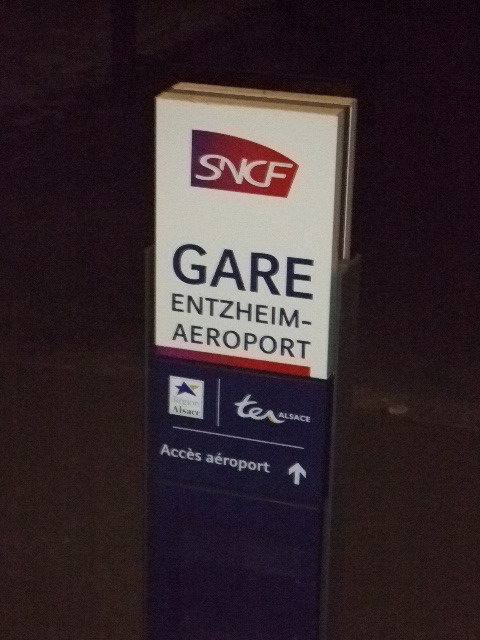 SNCF
GARE
ENTZHEIM-
AEROPORT
Région
Alsace
ter ALSACE
Accès aéroport